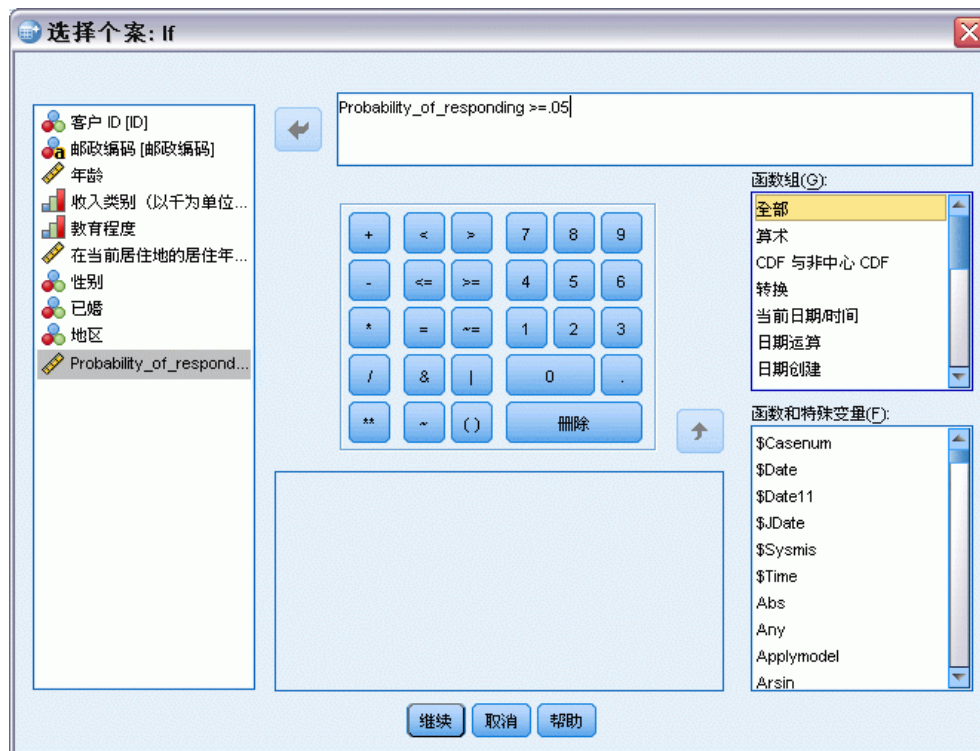 选择个案: If
Probability_of_responding >=.05
客户 ID [ID]
邮政编码 [邮政编码]
年龄
收入类别（以千为单位...
教育程度
在当前居住地的居住年...
性别
已婚
地区
Probability_of_respond...
+ < > 7 8 9
- <= >= 4 5 6
* = ~= 1 2 3
/ & | 0 .
** ~ ( ) 删除
函数组(G):
全部
算术
CDF 与非中心 CDF
转换
当前日期/时间
日期运算
日期创建
函数和特殊变量(F):
$Casenum
$Date
$Date11
$JDate
$Sysmis
$Time
Abs
Any
Applymodel
Arsin
继续 取消 帮助